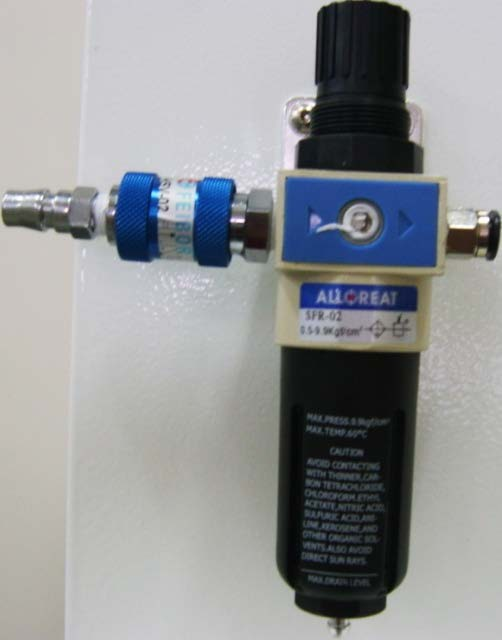 ALLOREAT
SFR-02
0.5-9.9Kgf/cm²
MAX.PRESS.9.9kgf/cm²
MAX.TEMP.60°C
CAUTION
AVOID CONTACTING
WITH THINNER,CAR-
BON TETRACHLORIDE,
CHLOROFORM,ETHYL
ACETATE,NITRIC ACID,
SULFURIC ACID,ANI-
LINE,KEROSENE,AND
OTHER ORGANIC SOL-
VENTS.ALSO AVOID
DIRECT SUN RAYS.
MAX.DRAIN LEVEL